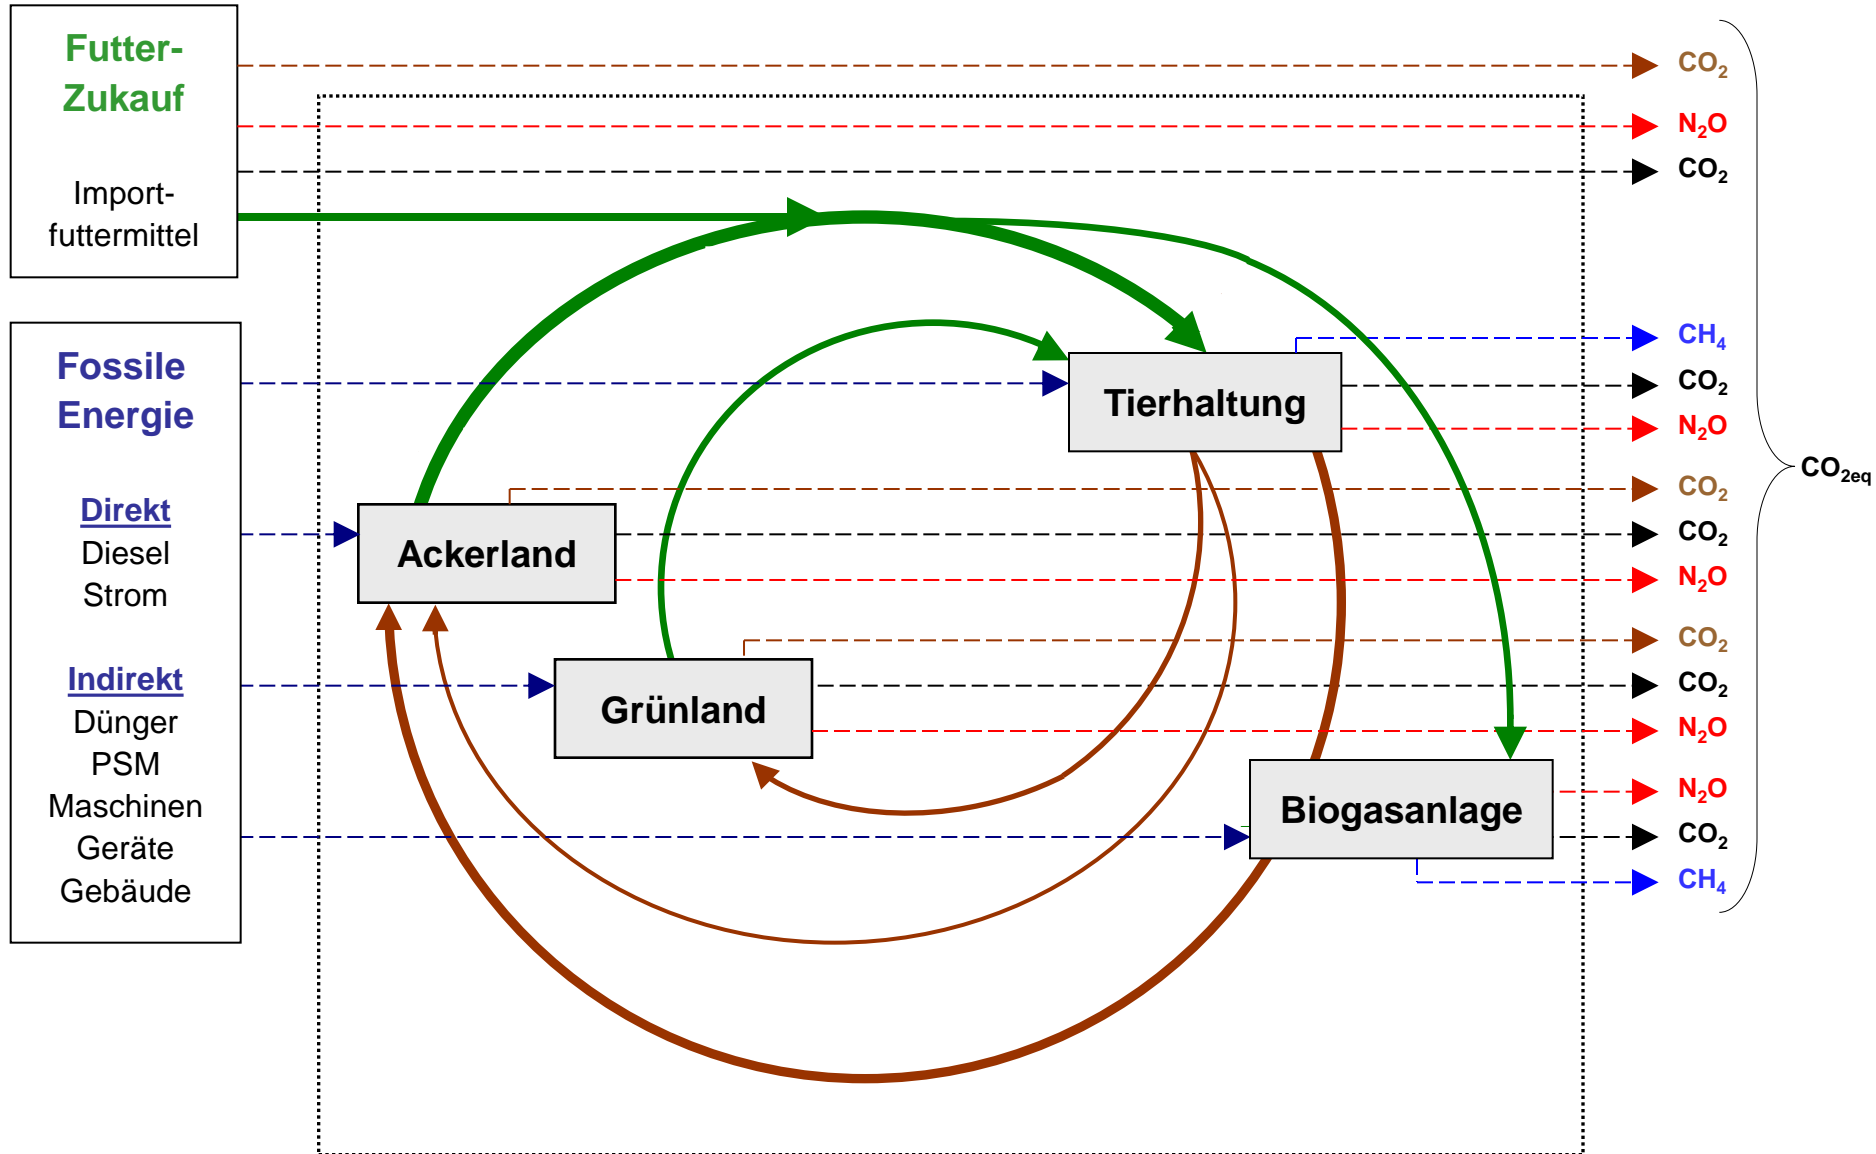 Futter-
Zukauf
Import-
futtermittel
Fossile
Energie
Direkt
Diesel
Strom
Indirekt
Dünger
PSM
Maschinen
Geräte
Gebäude
Tierhaltung
Ackerland
Grünland
Biogasanlage
CO₂
N₂O
CO₂
CH₄
CO₂
N₂O
CO₂
CO₂
N₂O
CO₂
CO₂
N₂O
N₂O
CO₂
CH₄
CO₂eq